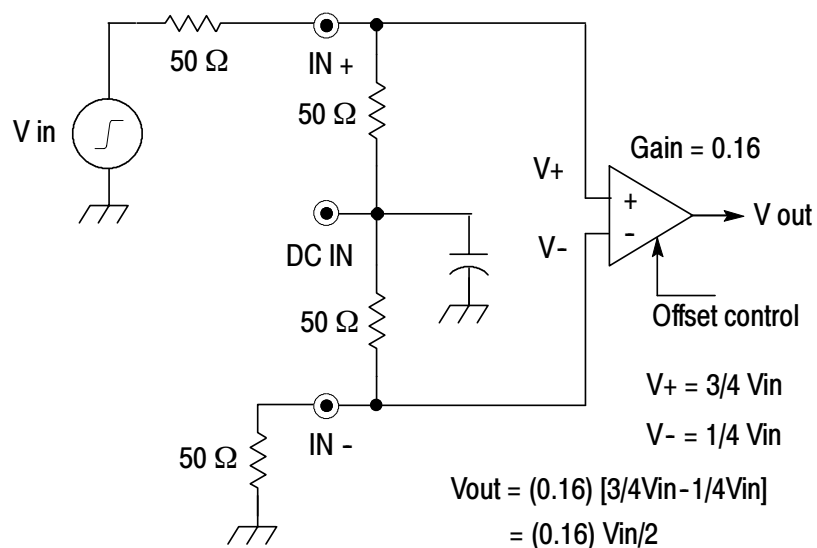 50 Ω
IN +
V in
50 Ω
Gain = 0.16
V+
+
V out
-
V-
DC IN
50 Ω
Offset control
V+ = 3/4 Vin
V- = 1/4 Vin
IN -
50 Ω
Vout = (0.16) [3/4Vin-1/4Vin]
= (0.16) Vin/2